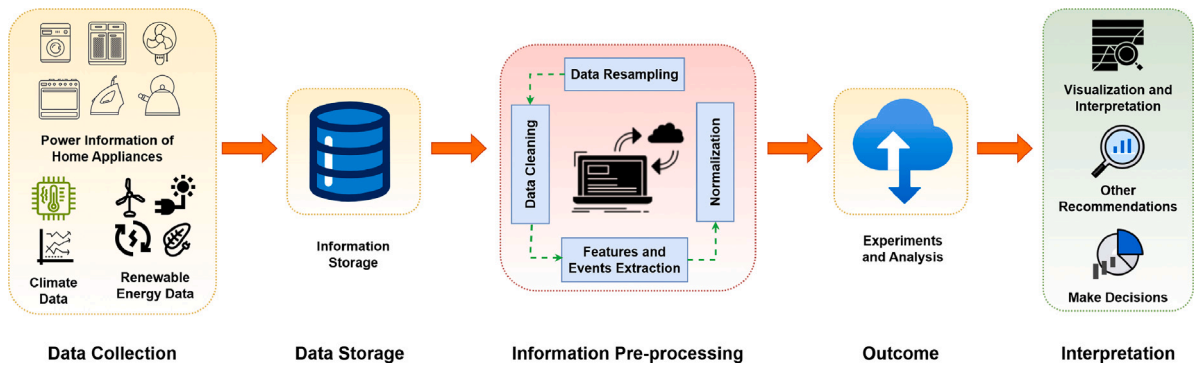 Power Information of
Home Appliances
Climate
Data
Renewable
Energy Data
Data Collection
Information
Storage
Data Storage
Data Resampling
Data Cleaning
Features and
Events Extraction
Normalization
Information Pre-processing
Experiments
and Analysis
Outcome
Visualization and
Interpretation
Other
Recommendations
Make Decisions
Interpretation